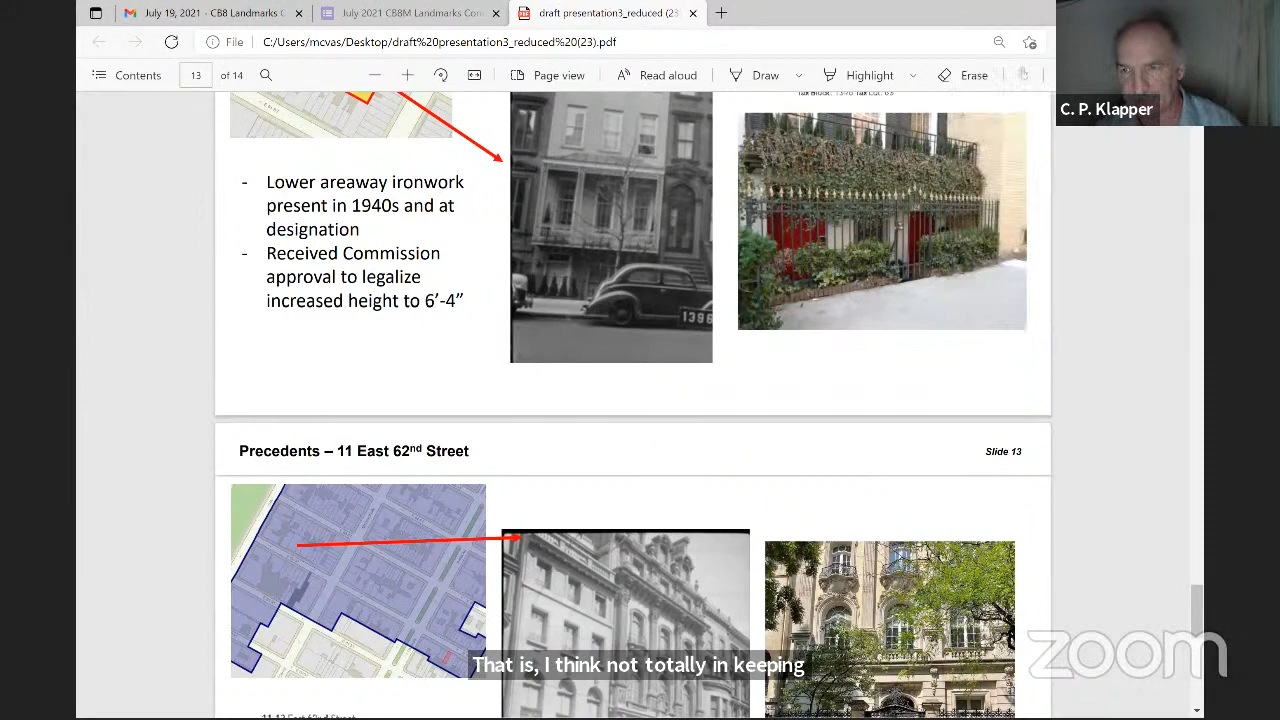 July 19, 2021 - CB8 Landmarks C
July 2021 CB8M Landmarks Con
draft presentation3_reduced (23
File
C:/Users/mcvas/Desktop/draft%20presentation3_reduced%20(23).pdf
Contents
13
of 14
Page view
Read aloud
Draw
Highlight
Erase
C. P. Klapper
- Lower areaway ironwork
present in 1940s and at
designation
- Received Commission
approval to legalize
increased height to 6’-4”
1396
Precedents – 11 East 62nd Street
Slide 13
That is, I think not totally in keeping
zoom